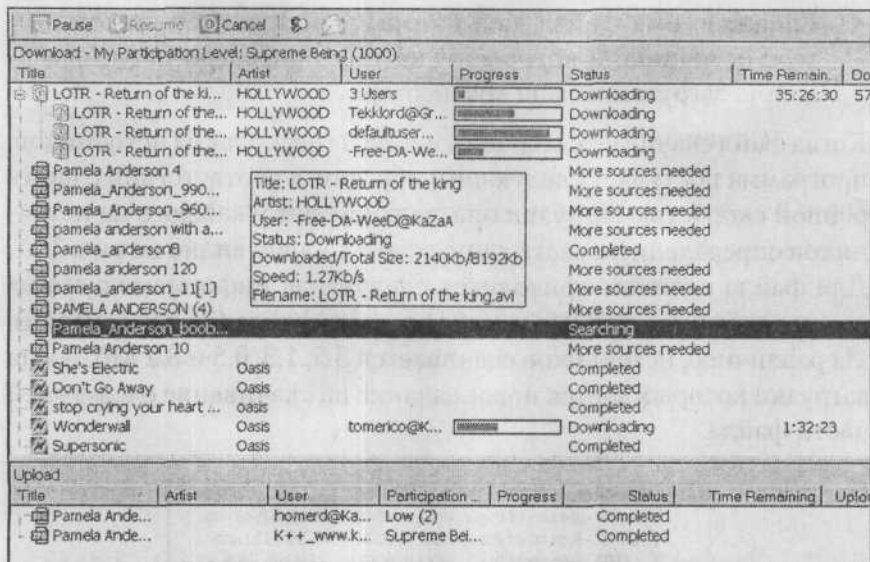 Pause Resume Cancel
Download - My Participation Level: Supreme Being (1000)
Title Artist User Progress Status Time Remain... Do
LOTR - Return of the ki... HOLLYWOOD 3 Users Downloading 35:26:30 57
LOTR - Return of the... HOLLYWOOD Tekklord@Gr... Downloading
LOTR - Return of the... HOLLYWOOD defaultuser... Downloading
LOTR - Return of the... HOLLYWOOD -Free-DA-We... Downloading
Pamela Anderson 4 More sources needed
Pamela_Anderson_990... More sources needed
Pamela_Anderson_960... More sources needed
pamela anderson with a... More sources needed
pamela_anderson8 Completed
pamela anderson 120 More sources needed
pamela_anderson_11[1] More sources needed
PAMELA ANDERSON (4) More sources needed
Pamela_Anderson_boob... Searching
Pamela Anderson 10 More sources needed
She's Electric Oasis Completed
Don't Go Away Oasis Completed
stop crying your heart ... oasis Completed
Wonderwall Oasis tomerico@K... Downloading 1:32:23
Supersonic Oasis Completed
Title: LOTR - Return of the king
Artist: HOLLYWOOD
User: -Free-DA-WeeD@KaZaA
Status: Downloading
Downloaded/Total Size: 2140Kb/8192Kb
Speed: 1.27Kb/s
Filename: LOTR - Return of the king.avi
Upload
Title Artist User Participation ... Progress Status Time Remaining Uploa
Pamela Ande... homerd@Ka... Low (2) Completed
Pamela Ande... K++_www.k... Supreme Bei... Completed